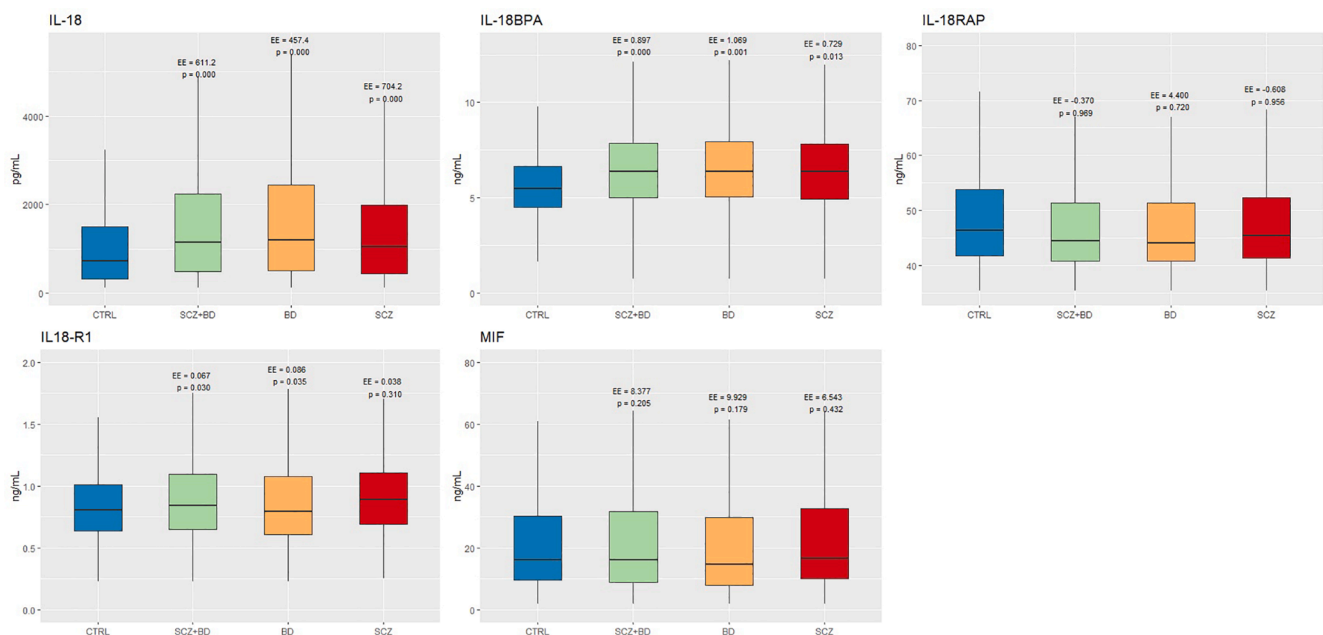 IL-18
EE = 611.2
p = 0.000
EE = 457.4
p = 0.000
EE = 704.2
p = 0.000
pg/mL
4000
2000
0
CTRL
SCZ+BD
BD
SCZ
IL-18BPA
EE = 0.897
p = 0.000
EE = 1.069
p = 0.001
EE = 0.729
p = 0.013
ng/mL
10
5
0
CTRL
SCZ+BD
BD
SCZ
IL-18RAP
EE = -0.370
p = 0.969
EE = 4.400
p = 0.720
EE = -0.608
p = 0.956
ng/mL
80
70
60
50
40
CTRL
SCZ+BD
BD
SCZ
IL18-R1
EE = 0.067
p = 0.030
EE = 0.086
p = 0.035
EE = 0.038
p = 0.310
ng/mL
2.0
1.5
1.0
0.5
0.0
CTRL
SCZ+BD
BD
SCZ
MIF
EE = 8.377
p = 0.205
EE = 9.929
p = 0.179
EE = 6.543
p = 0.432
ng/mL
80
60
40
20
0
CTRL
SCZ+BD
BD
SCZ